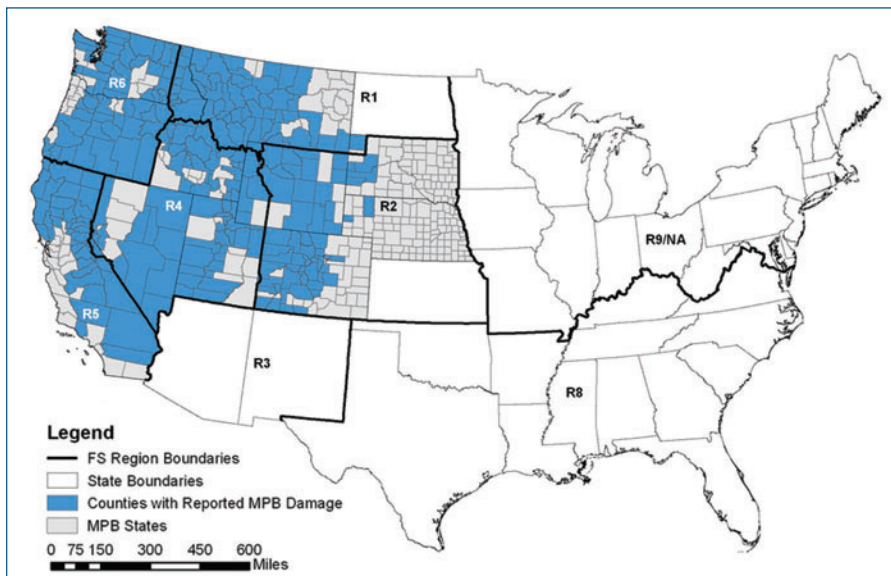 R6
R1
R4
R2
R9/NA
R5
R3
R8
Legend
FS Region Boundaries
State Boundaries
Counties with Reported MPB Damage
MPB States
0 75 150 300 450 600
Miles